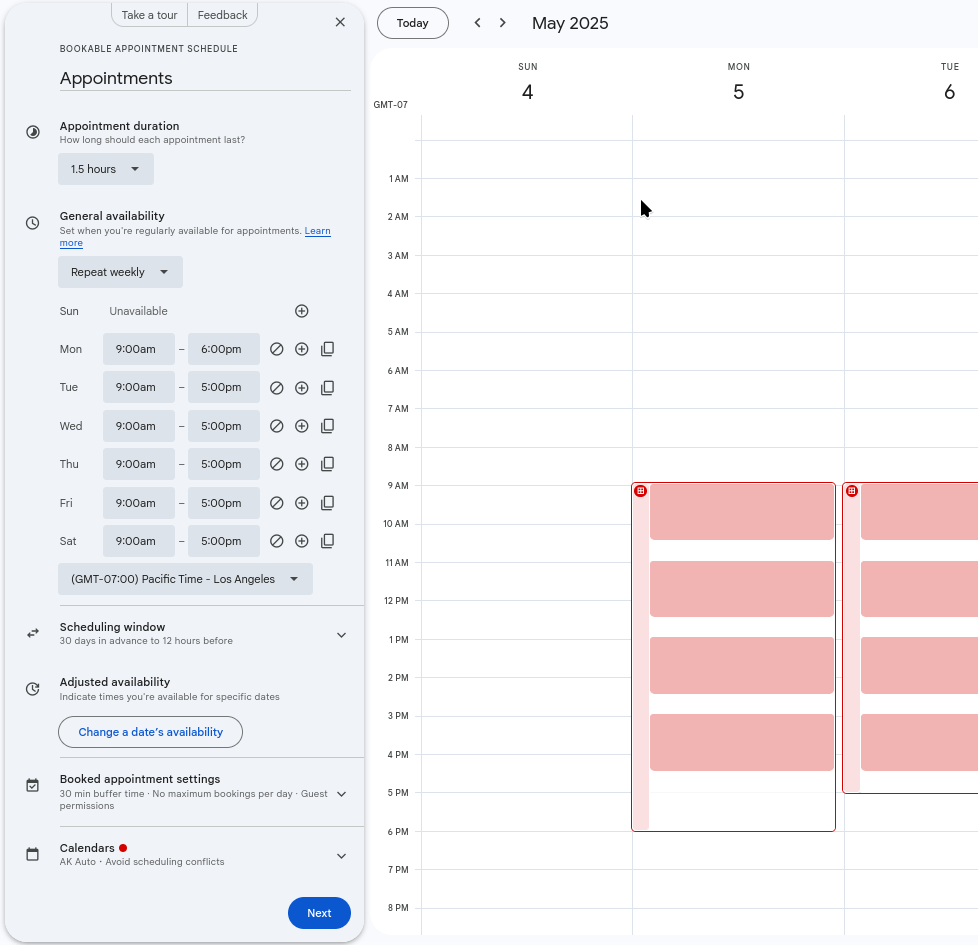 Take a tour
Feedback
BOOKABLE APPOINTMENT SCHEDULE
Appointments
Appointment duration
How long should each appointment last?
1.5 hours
General availability
Set when you're regularly available for appointments. Learn
more
Repeat weekly
Sun Unavailable
Mon 9:00am – 6:00pm
Tue 9:00am – 5:00pm
Wed 9:00am – 5:00pm
Thu 9:00am – 5:00pm
Fri 9:00am – 5:00pm
Sat 9:00am – 5:00pm
(GMT-07:00) Pacific Time - Los Angeles
Scheduling window
30 days in advance to 12 hours before
Adjusted availability
Indicate times you're available for specific dates
Change a date's availability
Booked appointment settings
30 min buffer time · No maximum bookings per day · Guest
permissions
Calendars
AK Auto · Avoid scheduling conflicts
Next
Today
May 2025
SUN MON TUE
4 5 6
GMT-07
1 AM
2 AM
3 AM
4 AM
5 AM
6 AM
7 AM
8 AM
9 AM
10 AM
11 AM
12 PM
1 PM
2 PM
3 PM
4 PM
5 PM
6 PM
7 PM
8 PM